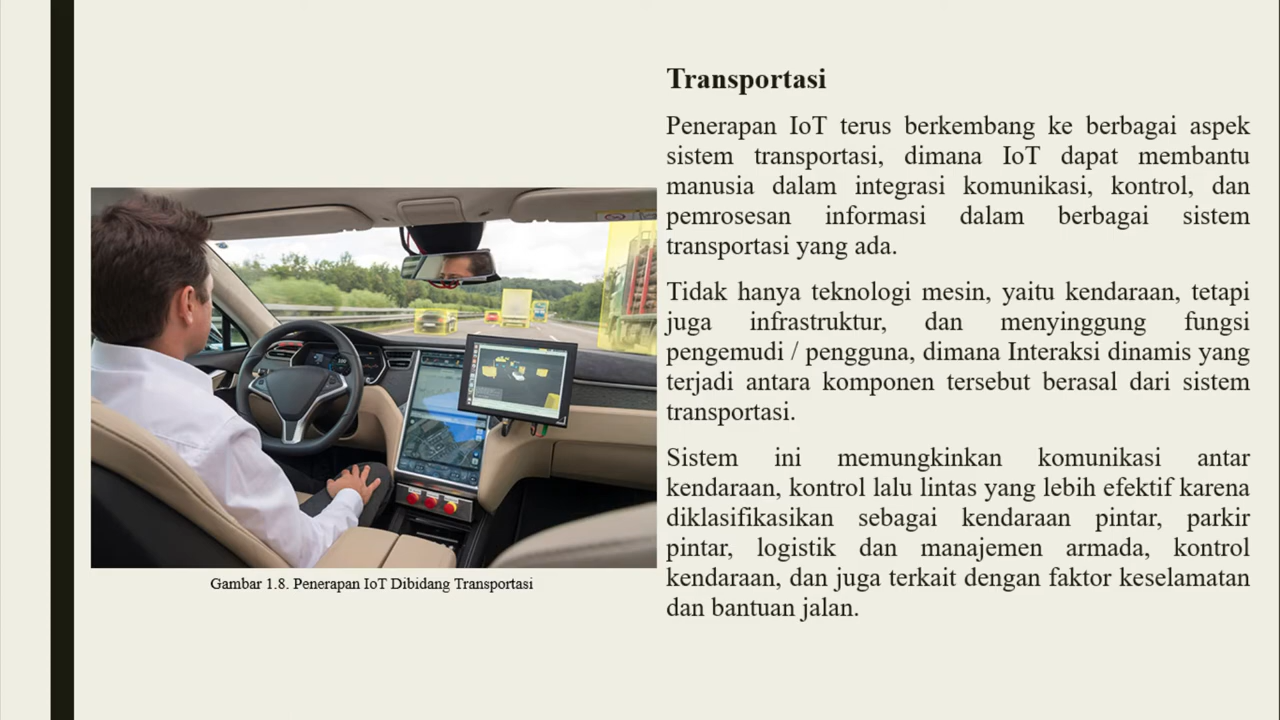 Transportasi
Penerapan IoT terus berkembang ke berbagai aspek
sistem transportasi, dimana IoT dapat membantu
manusia dalam integrasi komunikasi, kontrol, dan
pemrosesan informasi dalam berbagai sistem
transportasi yang ada.
Tidak hanya teknologi mesin, yaitu kendaraan, tetapi
juga infrastruktur, dan menyinggung fungsi
pengemudi / pengguna, dimana Interaksi dinamis yang
terjadi antara komponen tersebut berasal dari sistem
transportasi.
Sistem ini memungkinkan komunikasi antar
kendaraan, kontrol lalu lintas yang lebih efektif karena
diklasifikasikan sebagai kendaraan pintar, parkir
pintar, logistik dan manajemen armada, kontrol
kendaraan, dan juga terkait dengan faktor keselamatan
dan bantuan jalan.
Gambar 1.8. Penerapan IoT Dibidang Transportasi